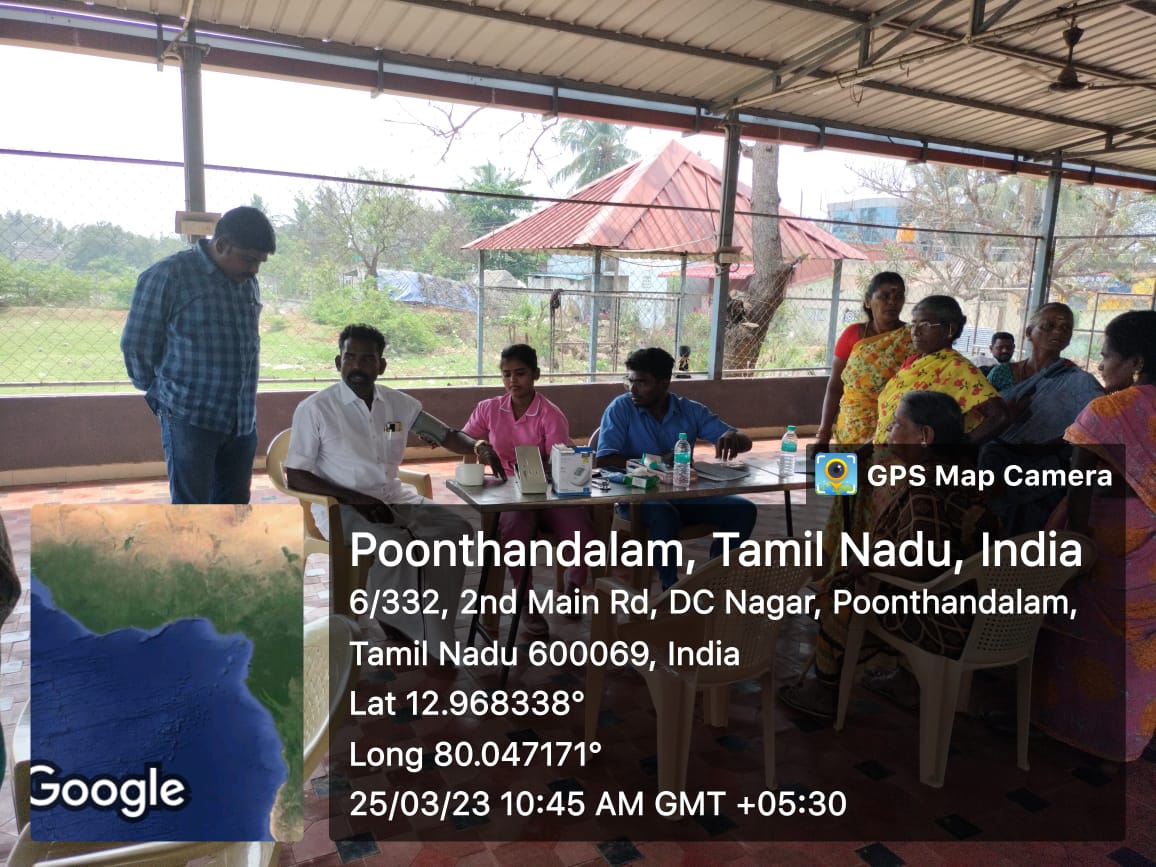 GPS Map Camera
Poonthandalam, Tamil Nadu, India
6/332, 2nd Main Rd, DC Nagar, Poonthandalam,
Tamil Nadu 600069, India
Lat 12.968338°
Long 80.047171°
25/03/23 10:45 AM GMT +05:30
Google